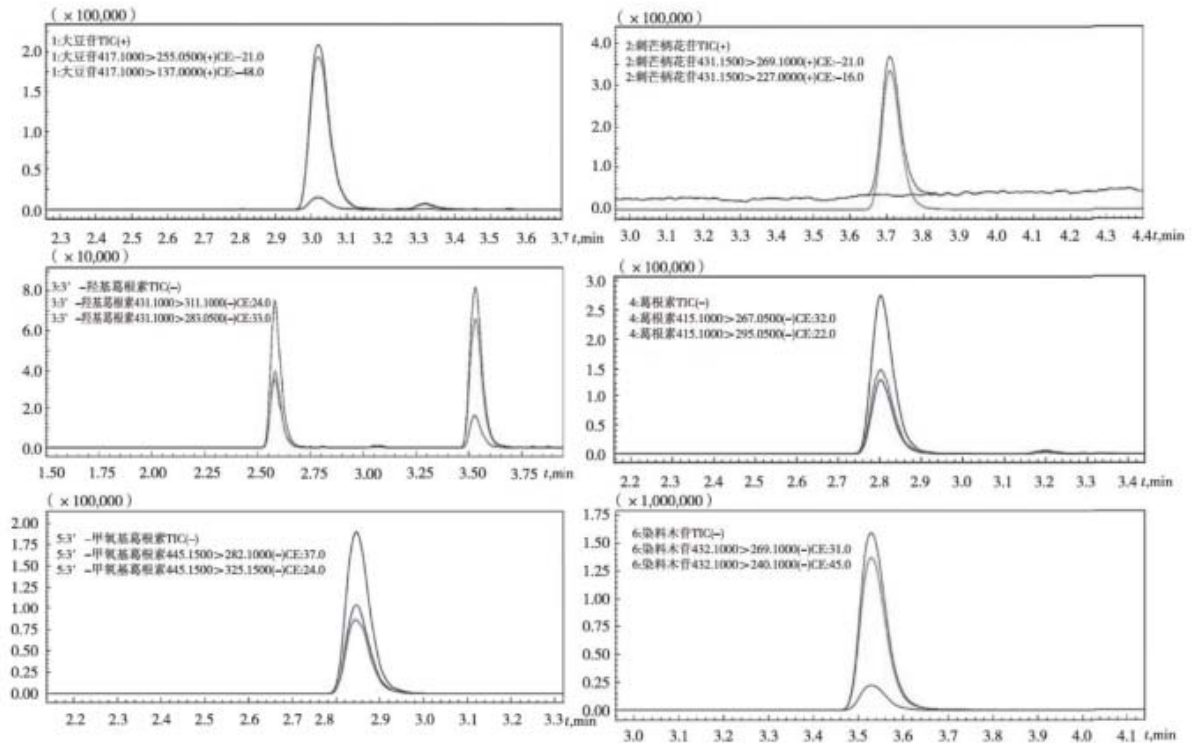 (×100,000)
1:大豆苷TIC(+)
1:大豆苷417.1000>255.0500(+)CE:-21.0
1:大豆苷417.1000>137.0000(+)CE:-48.0
2.0
1.5
1.0
0.5
0.0
2.3 2.4 2.5 2.6 2.7 2.8 2.9 3.0 3.1 3.2 3.3 3.4 3.5 3.6 3.7 t,min
(×100,000)
2:刺芒柄花苷TIC(+)
2:刺芒柄花苷431.1500>269.1000(+)CE:-21.0
2:刺芒柄花苷431.1500>227.0000(+)CE:-16.0
4.0
3.0
2.0
1.0
0.0
3.0 3.1 3.2 3.3 3.4 3.5 3.6 3.7 3.8 3.9 4.0 4.1 4.2 4.3 4.4 t,min
(×10,000)
3:3′-羟基葛根素TIC(-)
3:3′-羟基葛根素431.1000>311.1000(-)CE:24.0
3:3′-羟基葛根素431.1000>283.0500(-)CE:33.0
8.0
6.0
4.0
2.0
0.0
1.50 1.75 2.00 2.25 2.50 2.75 3.00 3.25 3.50 3.75 t,min
(×100,000)
4:葛根素TIC(-)
4:葛根素415.1000>267.0500(-)CE:32.0
4:葛根素415.1000>295.0500(-)CE:22.0
3.0
2.5
2.0
1.5
1.0
0.5
0.0
2.2 2.3 2.4 2.5 2.6 2.7 2.8 2.9 3.0 3.1 3.2 3.3 3.4 t,min
(×100,000)
5:3′-甲氧基葛根素TIC(-)
5:3′-甲氧基葛根素445.1500>282.1000(-)CE:37.0
5:3′-甲氧基葛根素445.1500>325.1500(-)CE:24.0
2.00
1.75
1.50
1.25
1.00
0.75
0.50
0.25
0.00
2.2 2.3 2.4 2.5 2.6 2.7 2.8 2.9 3.0 3.1 3.2 3.3 t,min
(×1,000,000)
6:染料木苷TIC(-)
6:染料木苷432.1000>269.1000(-)CE:31.0
6:染料木苷432.1000>240.1000(-)CE:45.0
1.75
1.50
1.25
1.00
0.75
0.50
0.25
0.00
3.0 3.1 3.2 3.3 3.4 3.5 3.6 3.7 3.8 3.9 4.0 4.1 t,min